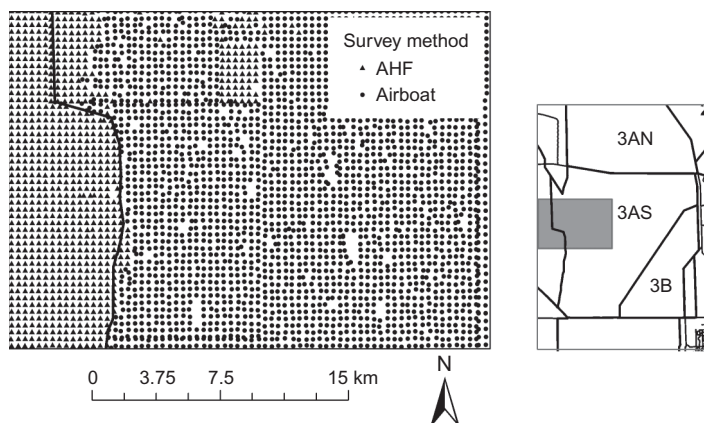 Survey method
AHF
Airboat
3AN
3AS
3B
N
0 3.75 7.5 15 km